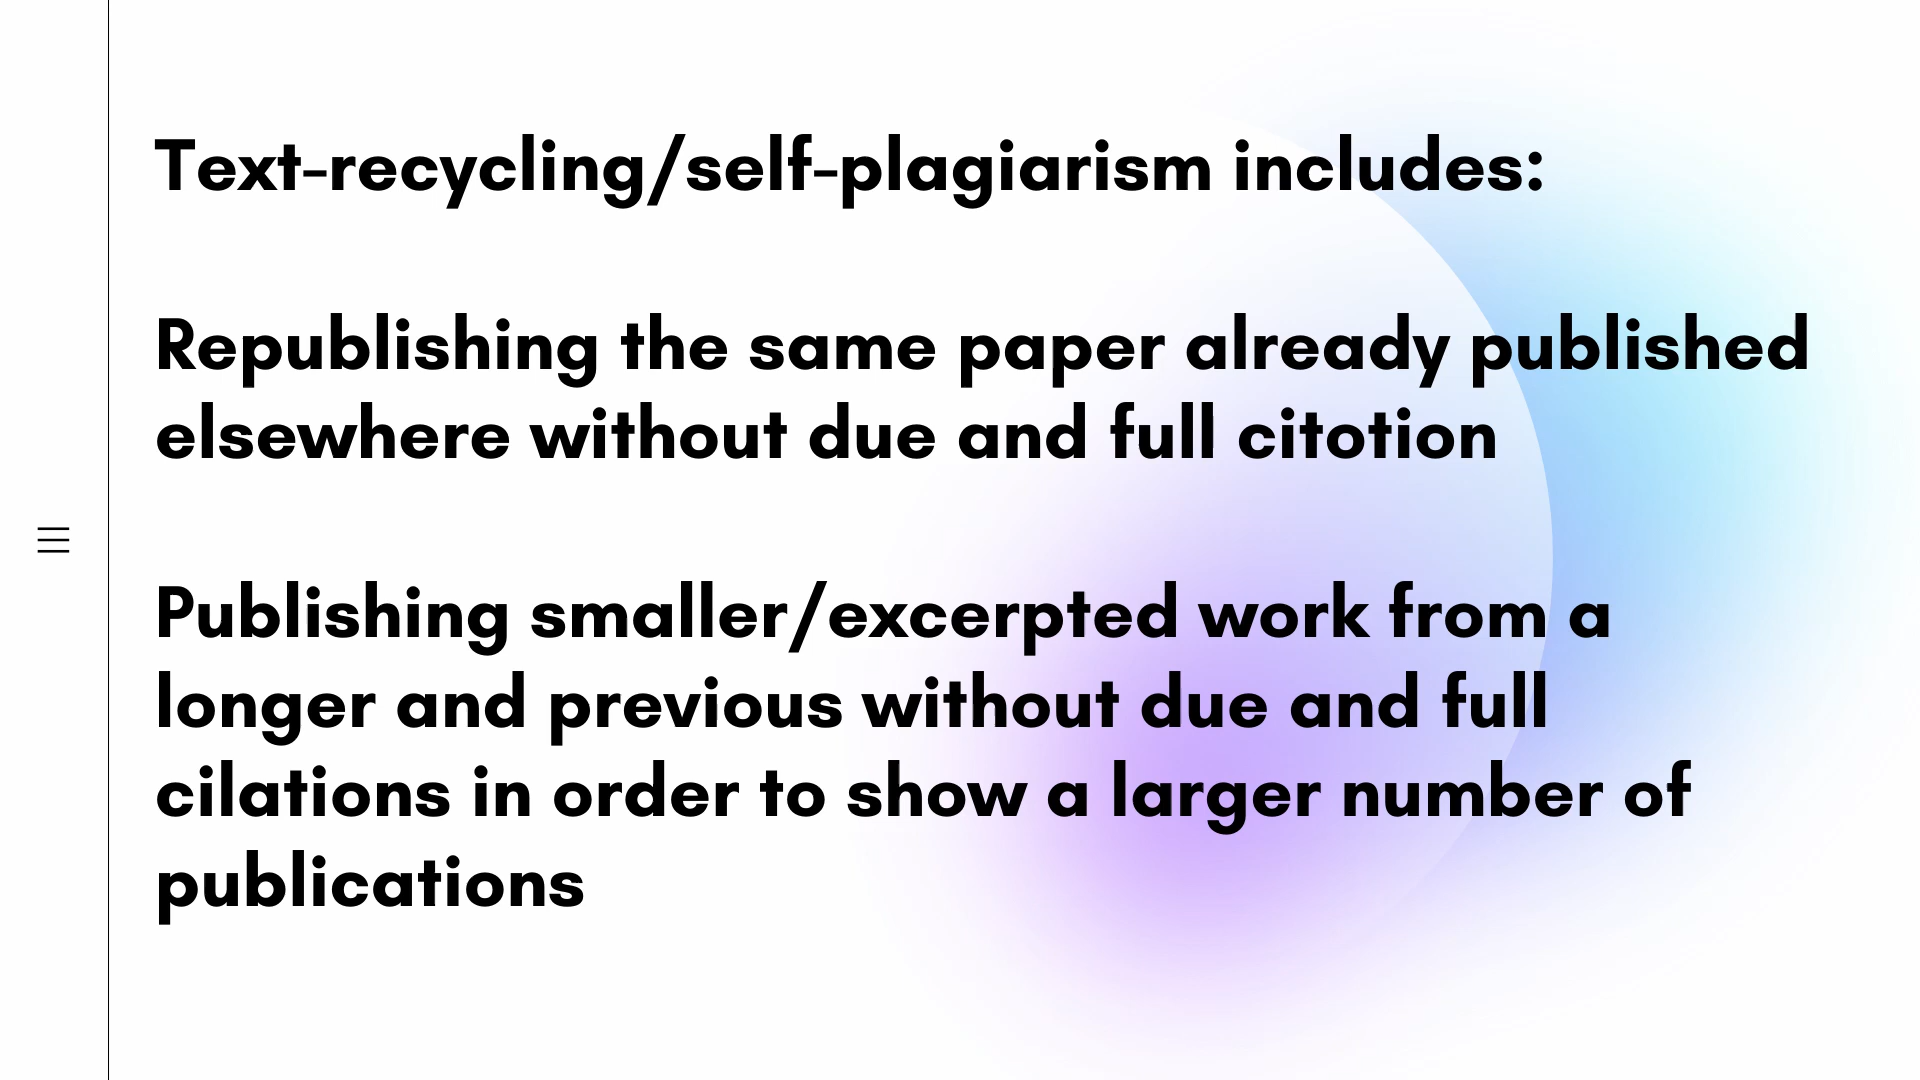 Text-recycling/self-plagiarism includes:
Republishing the same paper already published
elsewhere without due and full citotion
Publishing smaller/excerpted work from a
longer and previous without due and full
cilations in order to show a larger number of
publications